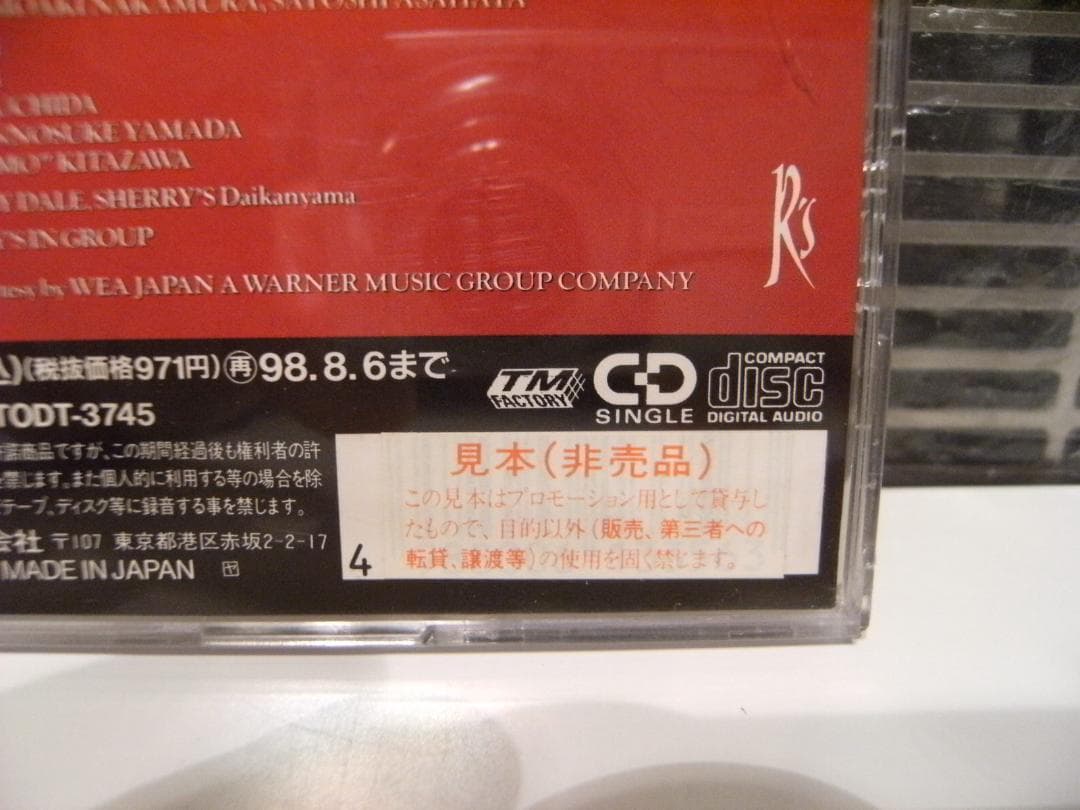 NAKAMURA, SATOSHI ASAHATA
UCHIDA
NNOSUKE YAMADA
MO" KITAZAWA
Y DALE, SHERRY'S Daikanyama
R's
'S IN GROUP
tesy by WEA JAPAN A WARNER MUSIC GROUP COMPANY
込)(税抜価格971円)再98.8.6まで
TM FACTORY
CD SINGLE
COMPACT disc DIGITAL AUDIO
TODT-3745
許諾商品ですが、この期間経過後も権利者の許
を禁じます。また個人的に利用する等の場合を除
テープ、ディスク等に録音する事を禁じます。
会社 〒107 東京都港区赤坂2-2-17
MADE IN JAPAN ヤ
4
見本(非売品)
この見本はプロモーション用として貸与し
たもので、目的以外(販売、第三者への
転貸、譲渡等)の使用を固く禁じます。